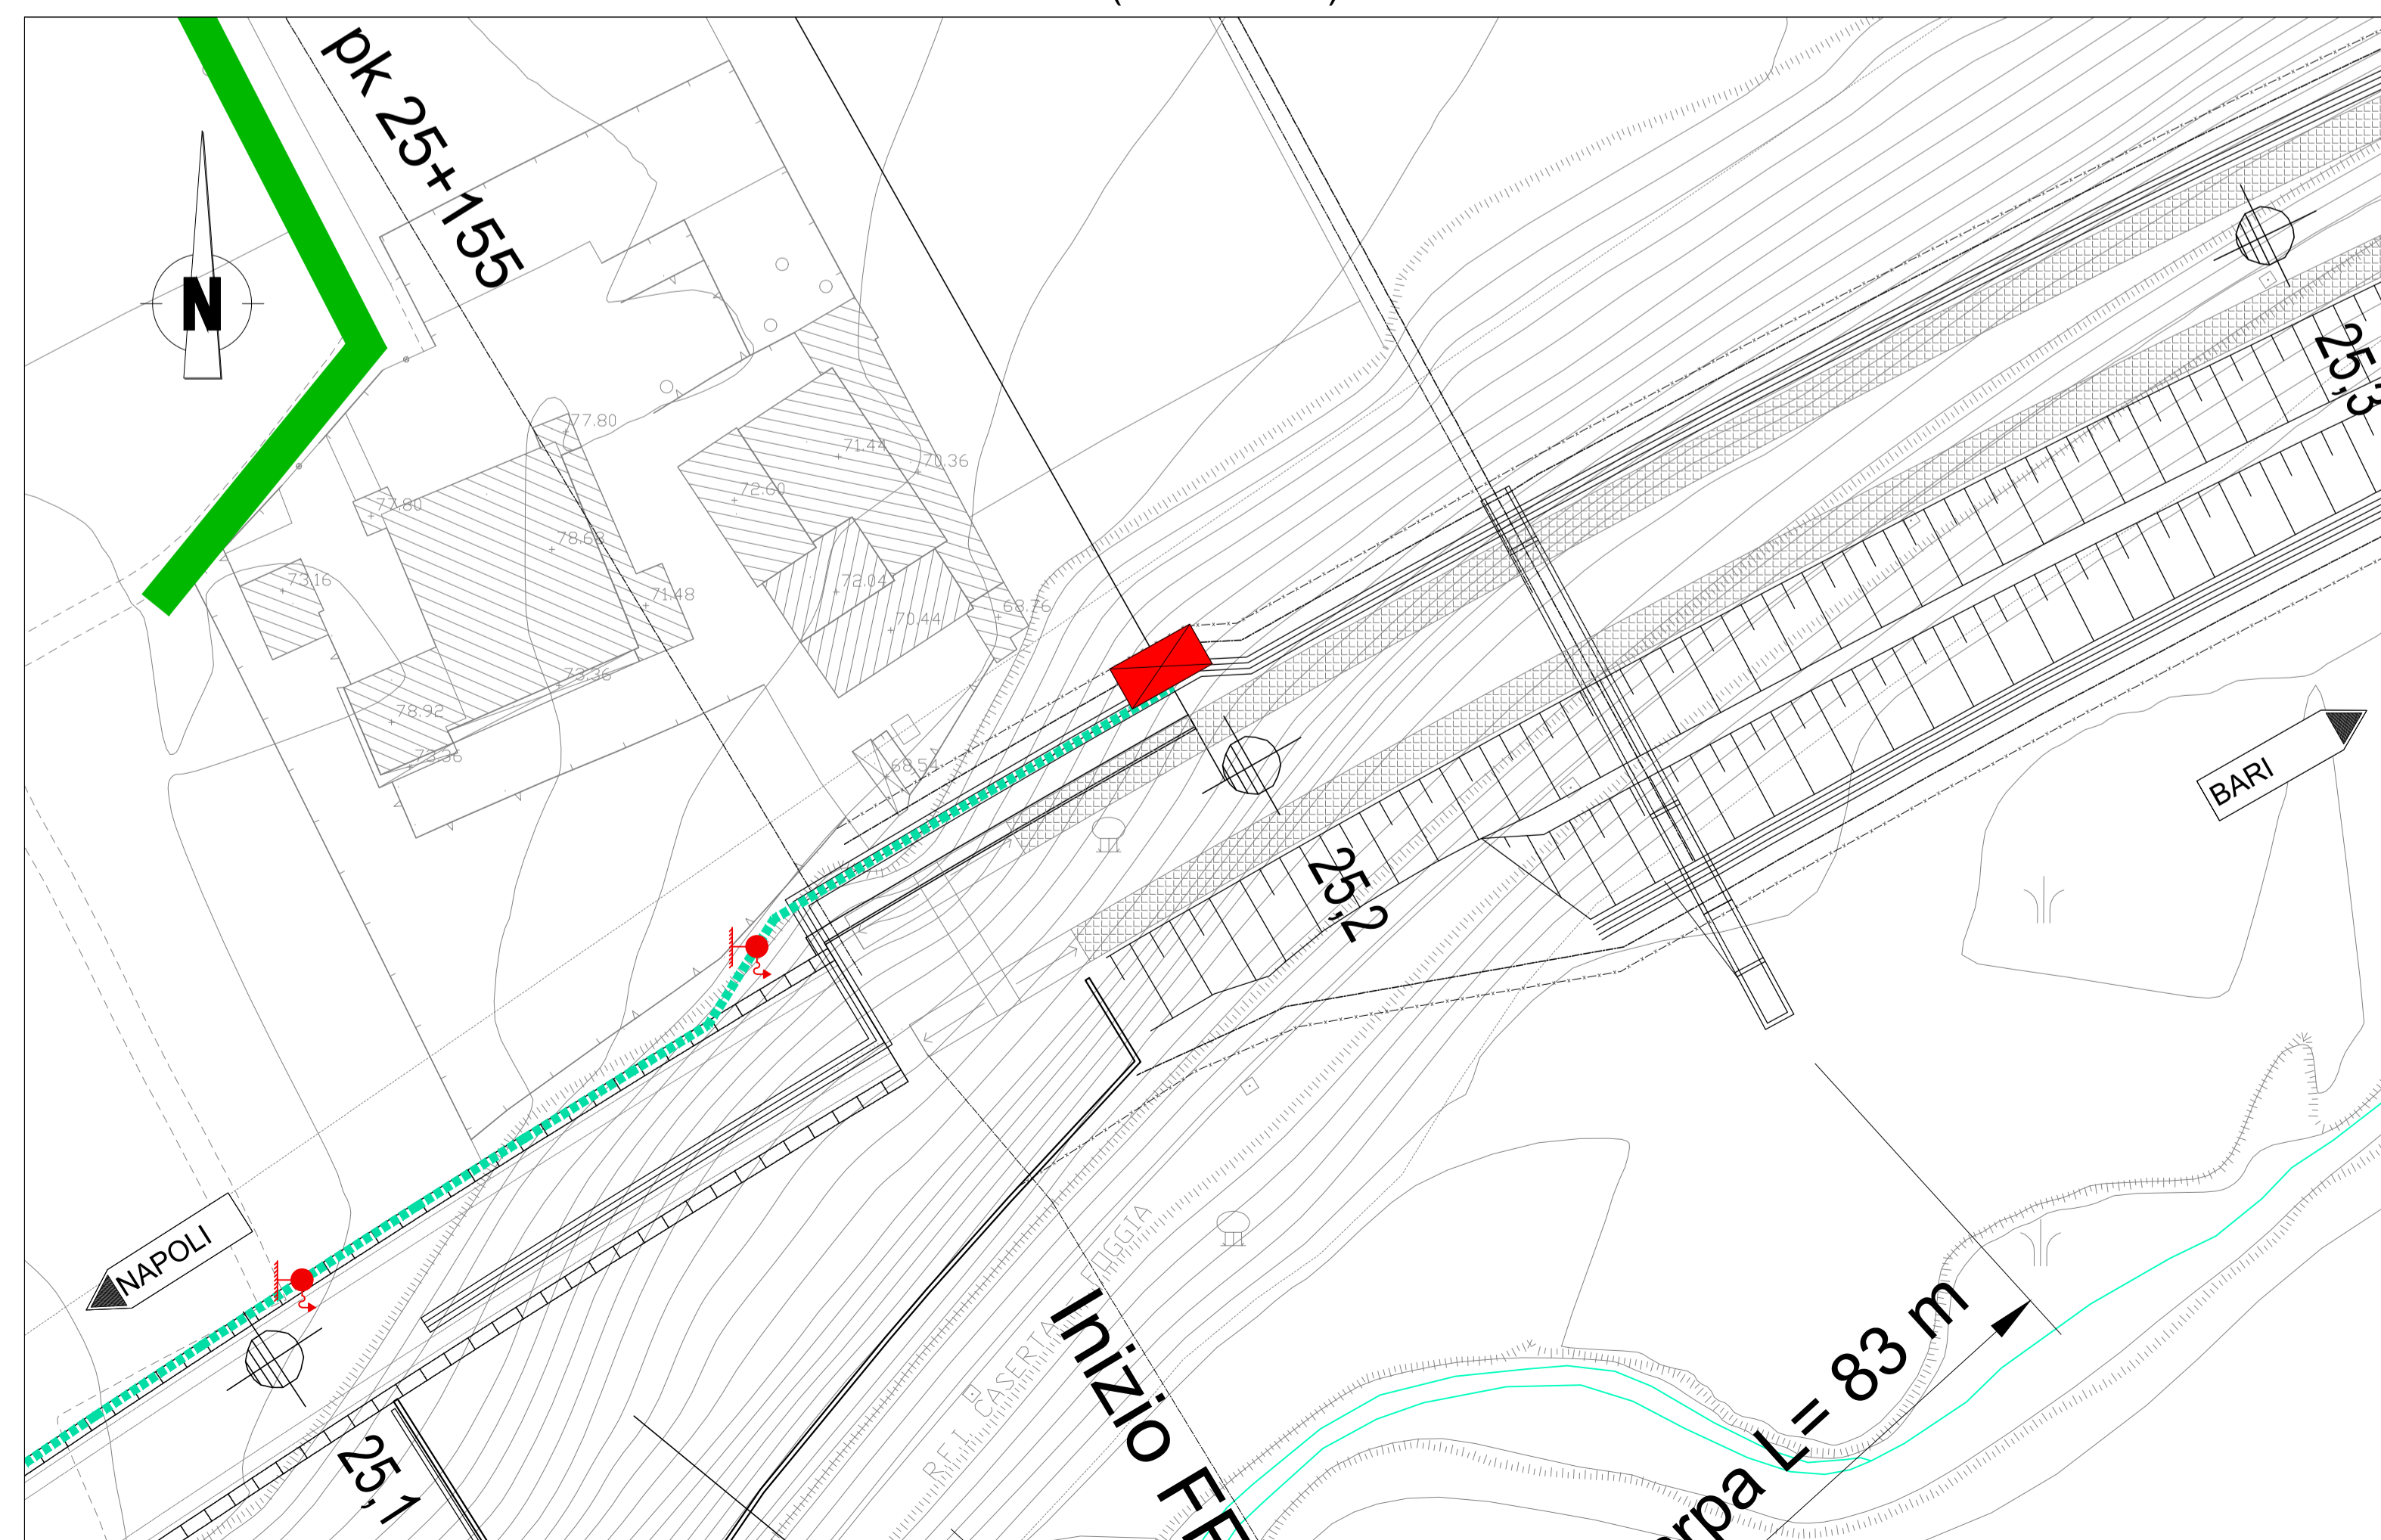 pk 25+155
N
77.80
71.44
70.36
72.60
77.80
78.68
73.16
72.04
71.48
68.76
70.44
73.36
78.92
73.36
68.54
25,3
BARI
25,2
NAPOLI
R.F.I. CASERTA FOGGIA
Inizio
25,1
L= 83 m